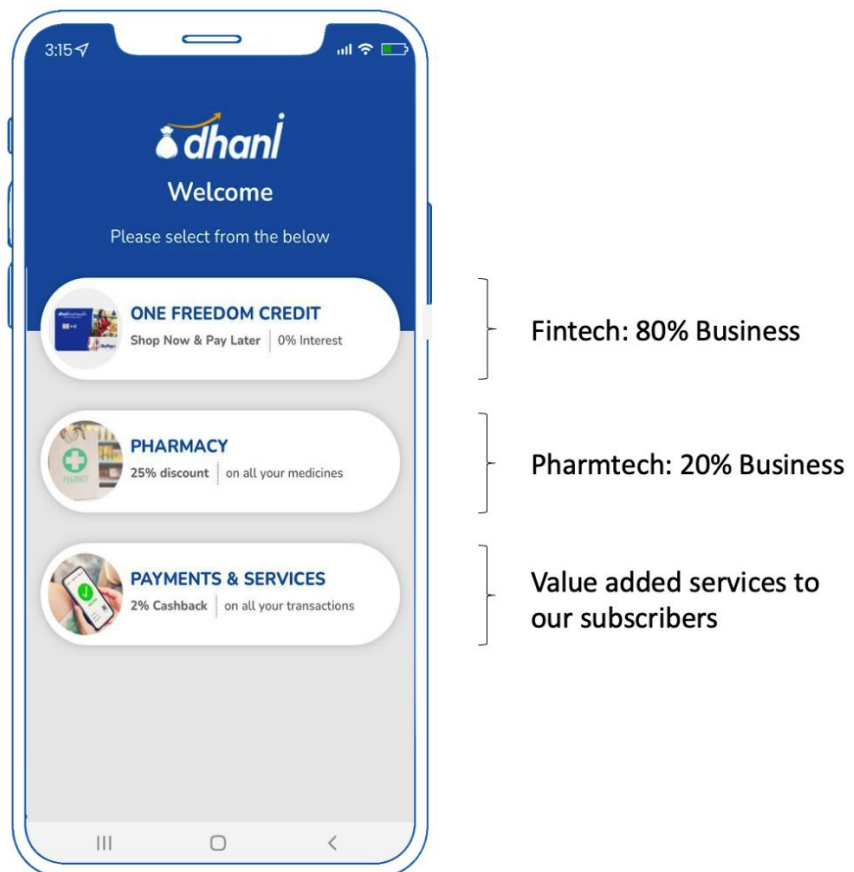 3:15
dhani
Welcome
Please select from the below
ONE FREEDOM CREDIT
Shop Now & Pay Later 0% Interest
Fintech: 80% Business
PHARMACY
25% discount on all your medicines
Pharmtech: 20% Business
PAYMENTS & SERVICES
2% Cashback on all your transactions
Value added services to
our subscribers